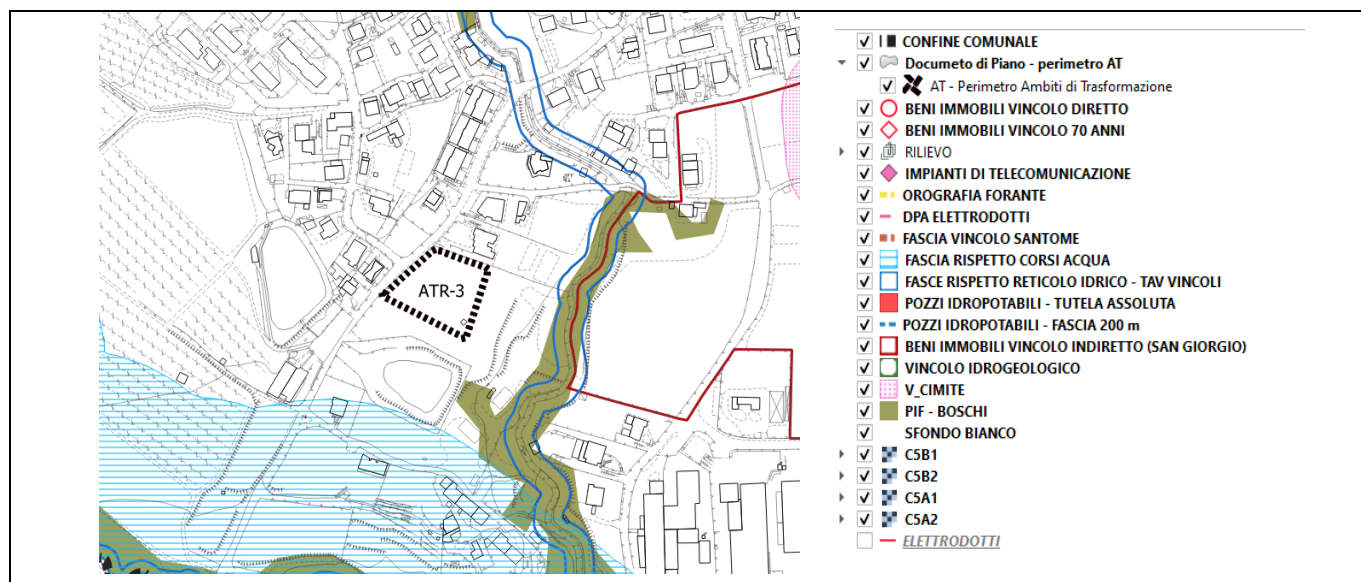 ATR-3
CONFINE COMUNALE
Documeto di Piano - perimetro AT
AT - Perimetro Ambiti di Trasformazione
BENI IMMOBILI VINCOLO DIRETTO
BENI IMMOBILI VINCOLO 70 ANNI
RILIEVO
IMPIANTI DI TELECOMUNICAZIONE
OROGRAFIA FORANTE
DPA ELETTRODOTTI
FASCIA VINCOLO SANTOME
FASCIA RISPETTO CORSI ACQUA
FASCE RISPETTO RETICOLO IDRICO - TAV VINCOLI
POZZI IDROPOTABILI - TUTELA ASSOLUTA
POZZI IDROPOTABILI - FASCIA 200 m
BENI IMMOBILI VINCOLO INDIRETTO (SAN GIORGIO)
VINCOLO IDROGEOLOGICO
V_CIMITE
PIF - BOSCHI
SFONDO BIANCO
C5B1
C5B2
C5A1
C5A2
ELETTRODOTTI